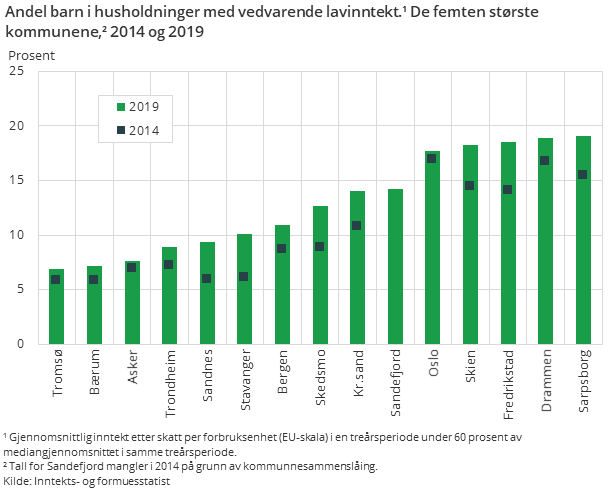 Andel barn i husholdninger med vedvarende lavinntekt.¹ De femten største
kommunene,² 2014 og 2019
Prosent
25
20
15
10
5
0
2019
2014
Tromsø
Bærum
Asker
Trondheim
Sandnes
Stavanger
Bergen
Skedsmo
Kr.sand
Sandefjord
Oslo
Skien
Fredrikstad
Drammen
Sarpsborg
¹ Gjennomsnittlig inntekt etter skatt per forbruksenhet (EU-skala) i en treårsperiode under 60 prosent av
mediangjennomsnittet i samme treårsperiode.
² Tall for Sandefjord mangler i 2014 på grunn av kommunnesammenslåing.
Kilde: Inntekts- og formuesstatist